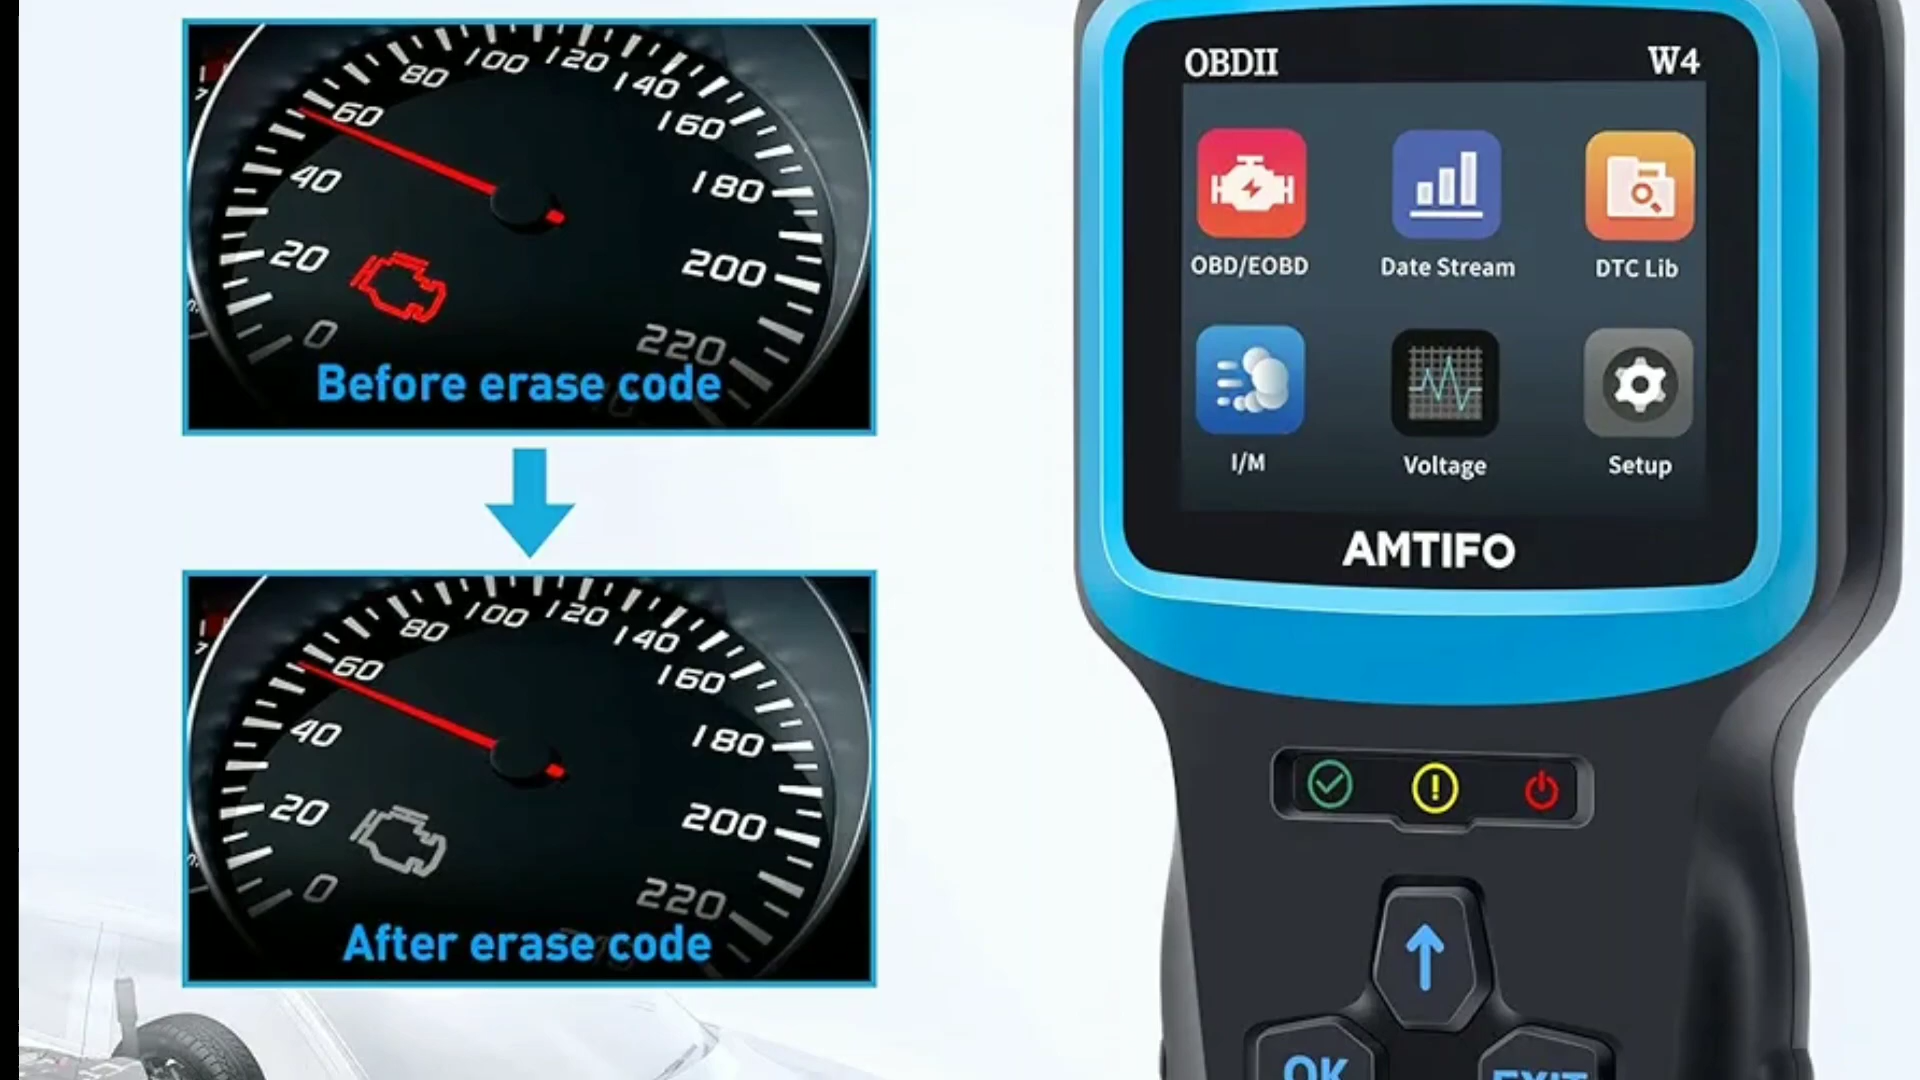 100
120
80
140
60
160
40
180
20
200
0
220
Before erase code
100
120
80
140
60
160
40
180
20
200
0
220
After erase code
OBDII
W4
OBD/EOBD
Date Stream
DTC Lib
I/M
Voltage
Setup
AMTIFO
OK
EXIT